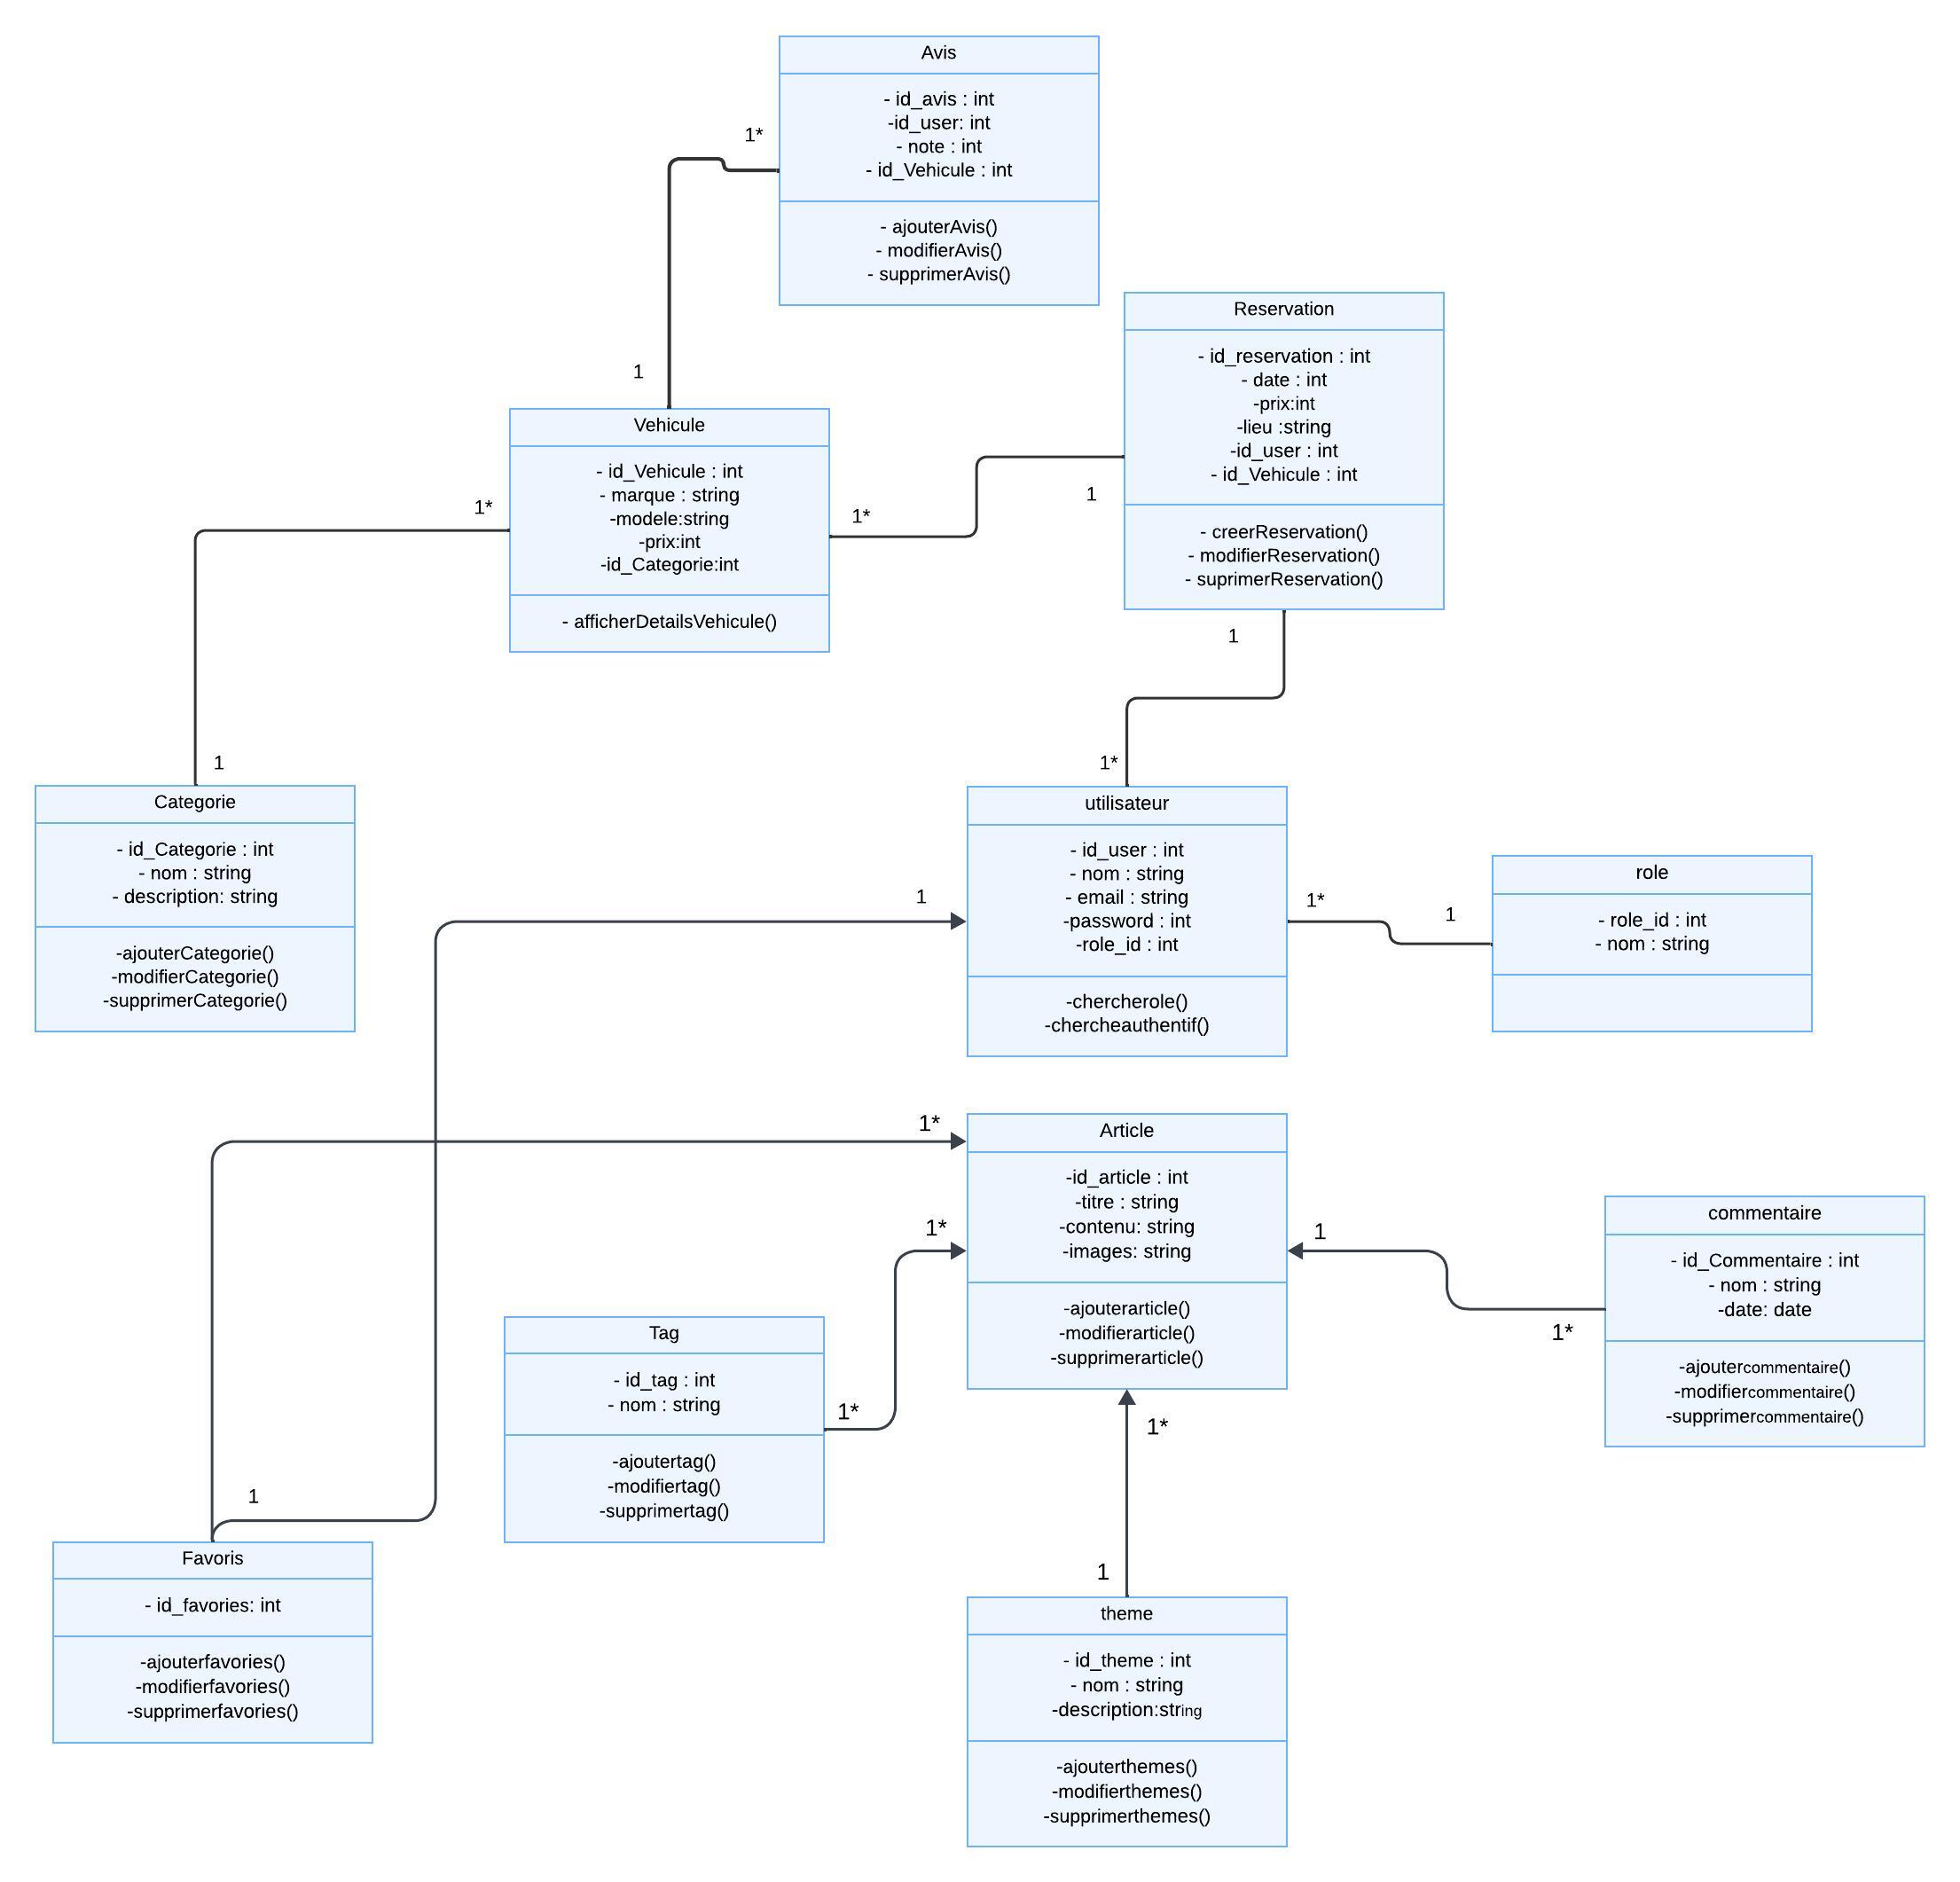 Avis
- id_avis : int
-id_user: int
- note : int
- id_Vehicule : int
- ajouterAvis()
- modifierAvis()
- supprimerAvis()
1*
1
Reservation
- id_reservation : int
- date : int
-prix:int
-lieu :string
-id_user : int
- id_Vehicule : int
- creerReservation()
- modifierReservation()
- suprimerReservation()
Vehicule
- id_Vehicule : int
- marque : string
-modele:string
-prix:int
-id_Categorie:int
- afficherDetailsVehicule()
1*
1*
1
1
1*
1
Categorie
- id_Categorie : int
- nom : string
- description: string
-ajouterCategorie()
-modifierCategorie()
-supprimerCategorie()
utilisateur
- id_user : int
- nom : string
- email : string
-password : int
-role_id : int
-chercherole()
-chercheauthentif()
1
1*
1
role
- role_id : int
- nom : string
1*
Article
-id_article : int
-titre : string
-contenu: string
-images: string
-ajouterarticle()
-modifierarticle()
-supprimerarticle()
1*
1
1*
commentaire
- id_Commentaire : int
- nom : string
-date: date
-ajoutercommentaire()
-modifiercommentaire()
-supprimercommentaire()
Tag
- id_tag : int
- nom : string
-ajoutertag()
-modifiertag()
-supprimertag()
1*
1*
1
1
Favoris
- id_favories: int
-ajouterfavories()
-modifierfavories()
-supprimerfavories()
theme
- id_theme : int
- nom : string
-description:string
-ajouterthemes()
-modifierthemes()
-supprimerthemes()